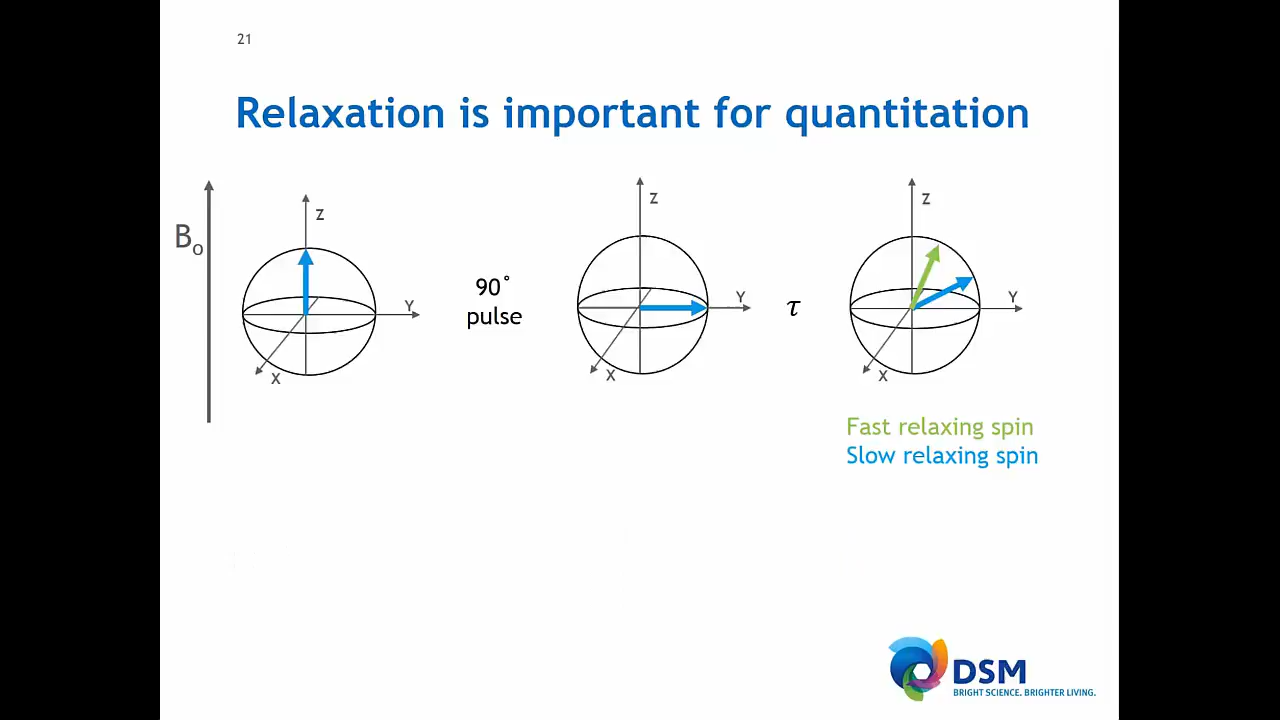 21
Relaxation is important for quantitation
B₀
Z
Y
X
90˚
pulse
Z
Y
X
τ
Z
Y
X
Fast relaxing spin
Slow relaxing spin
DSM
BRIGHT SCIENCE. BRIGHTER LIVING.